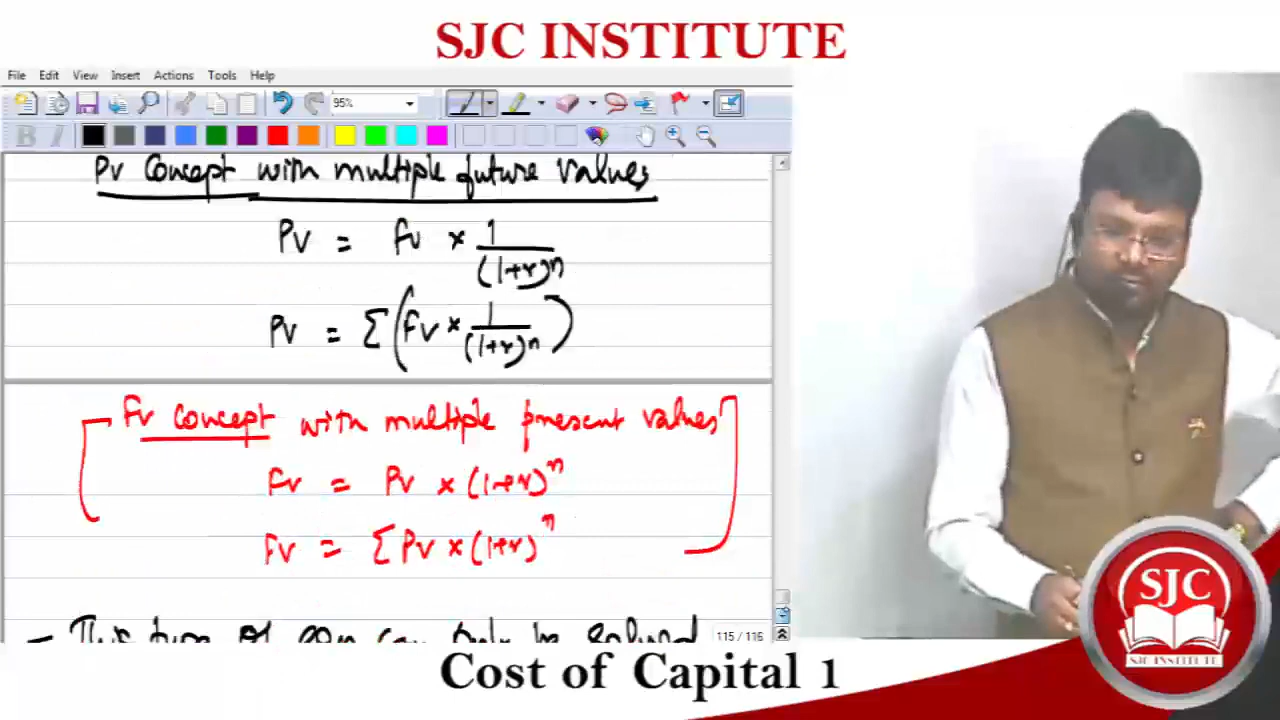 SJC INSTITUTE
File Edit View Insert Actions Tools Help
95%
B I
PV Concept with multiple future values
PV = FV × 1/(1+r)^n
PV = Σ(FV × 1/(1+r)^n)
FV concept with multiple present values
FV = PV × (1+r)^n
FV = Σ PV × (1+r)^n
115 / 116
SJC
SJC INSTITUTE
Cost of Capital 1